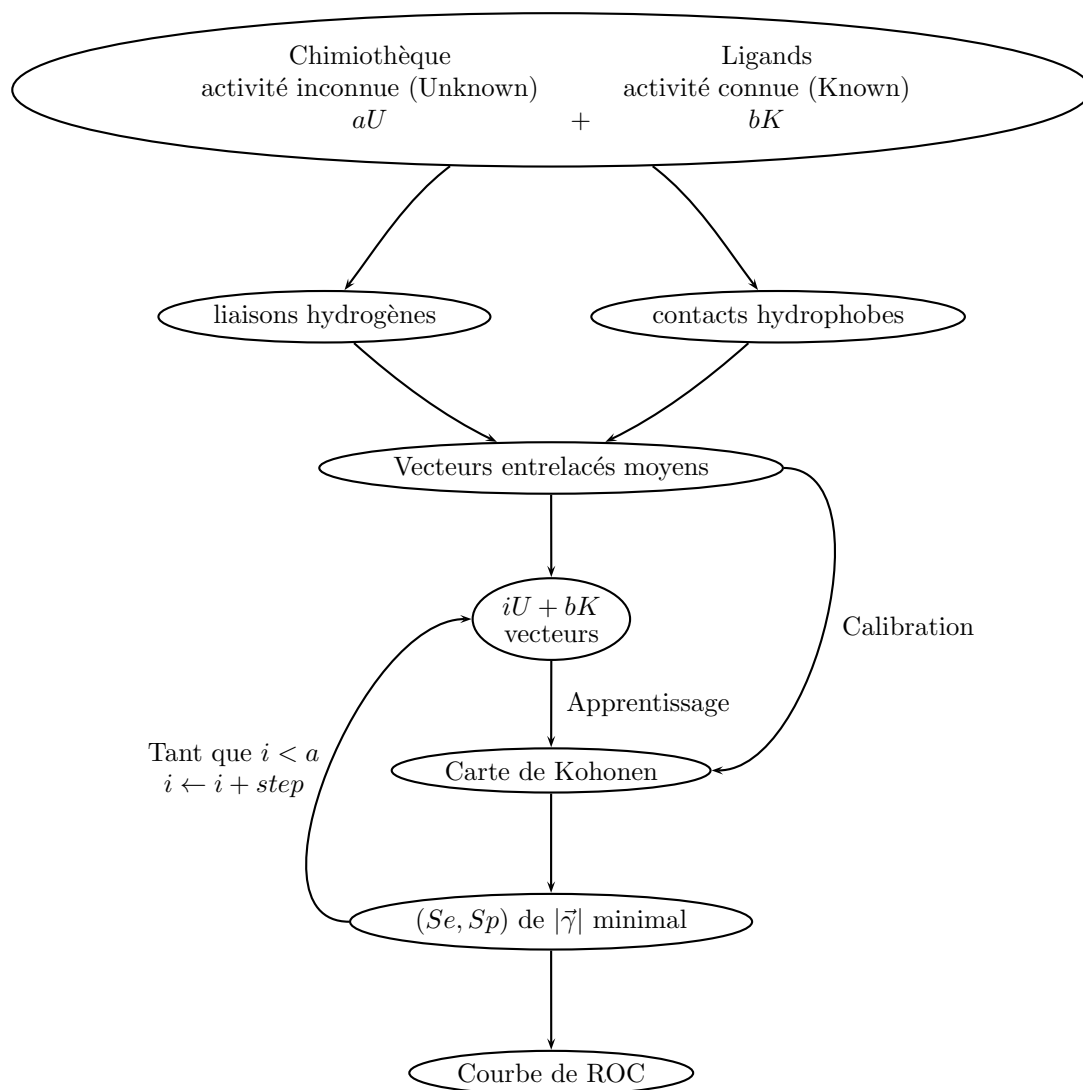 Chimiothèque
activité inconnue (Unknown)
aU
+
Ligands
activité connue (Known)
bK
liaisons hydrogènes
contacts hydrophobes
Vecteurs entrelacés moyens
iU + bK
vecteurs
Calibration
Apprentissage
Tant que i < a
i ← i + step
Carte de Kohonen
(Se, Sp) de |γ⃗| minimal
Courbe de ROC